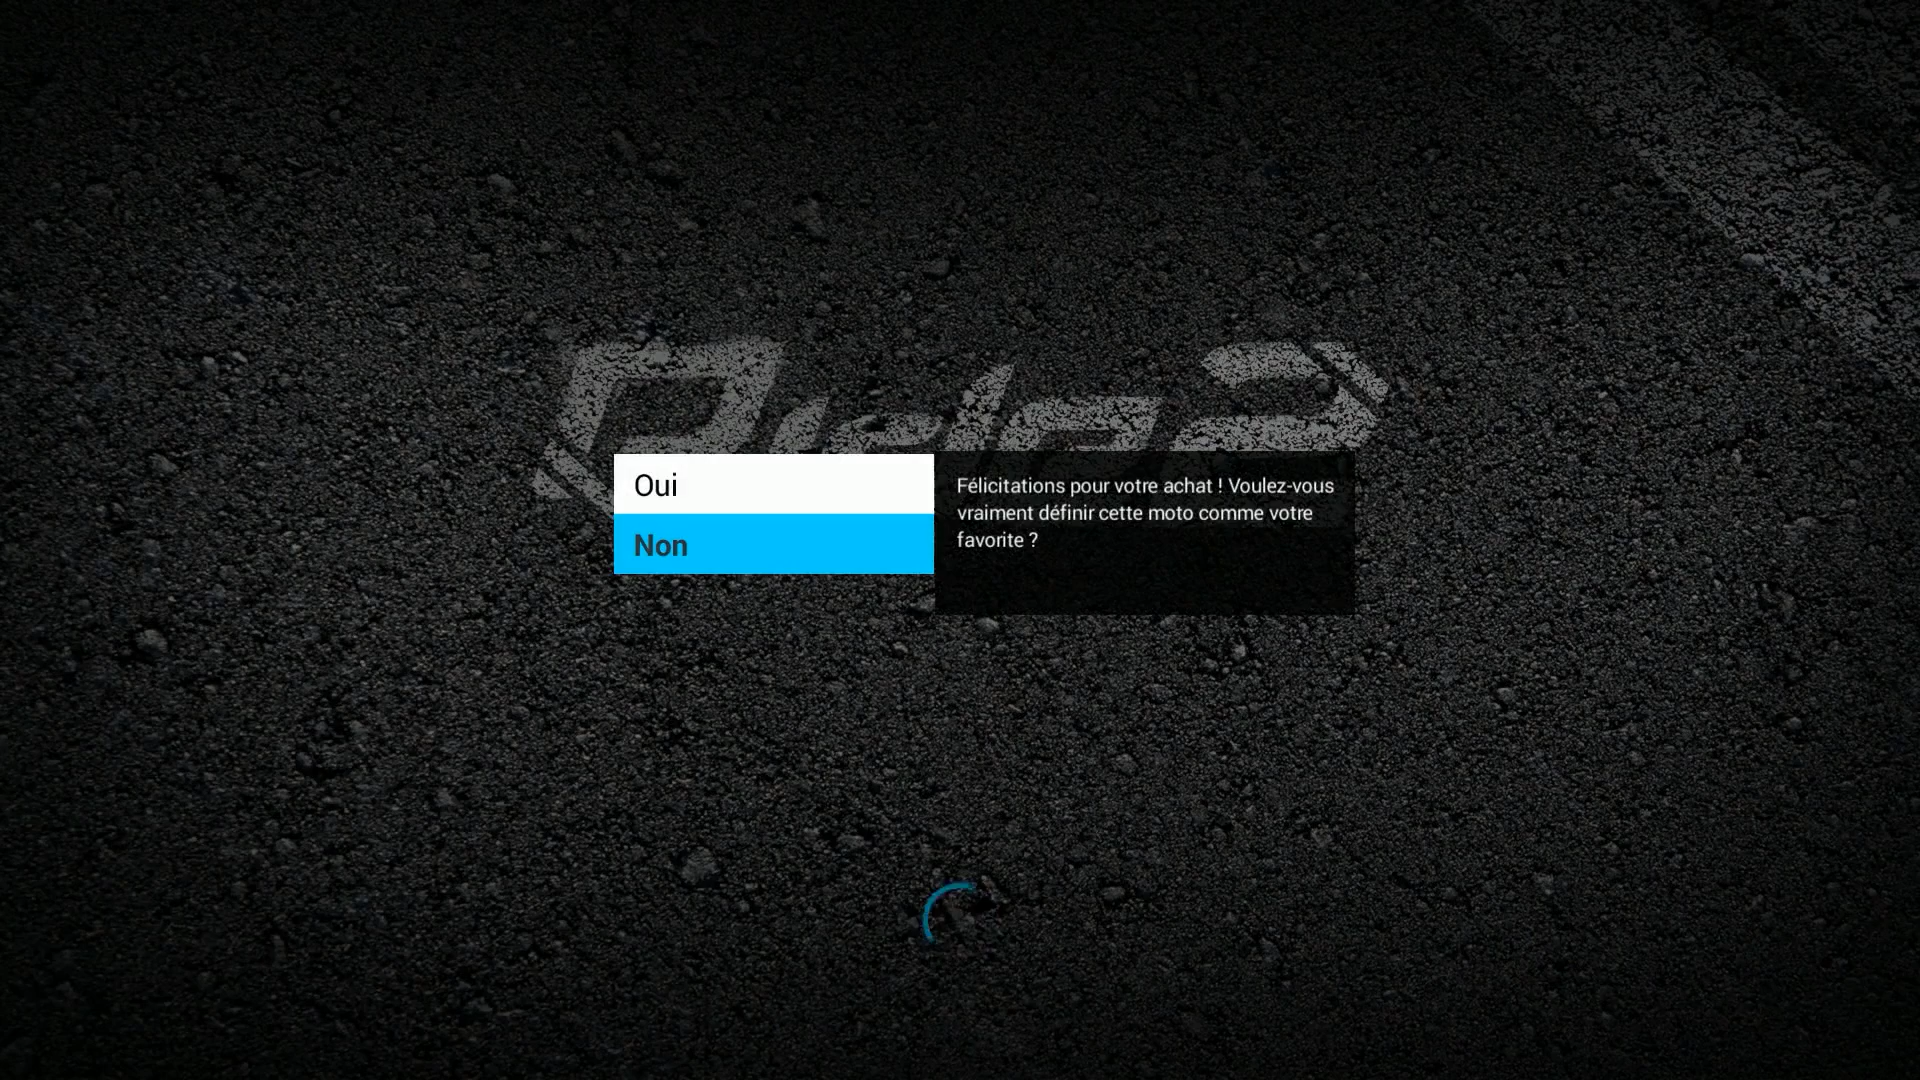 Oui
Non
Félicitations pour votre achat ! Voulez-vous
vraiment définir cette moto comme votre
favorite ?